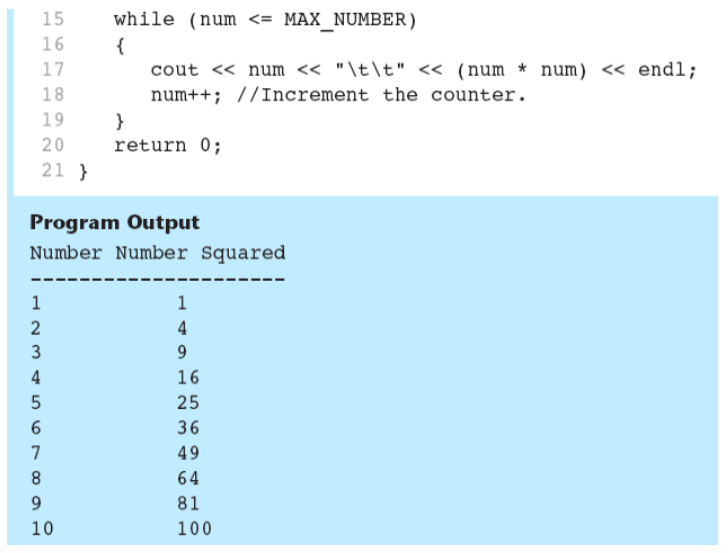 15 while (num <= MAX_NUMBER)
16 {
17 cout << num << "\t\t" << (num * num) << endl;
18 num++; //Increment the counter.
19 }
20 return 0;
21 }
Program Output
Number Number Squared
---------------------
1 1
2 4
3 9
4 16
5 25
6 36
7 49
8 64
9 81
10 100